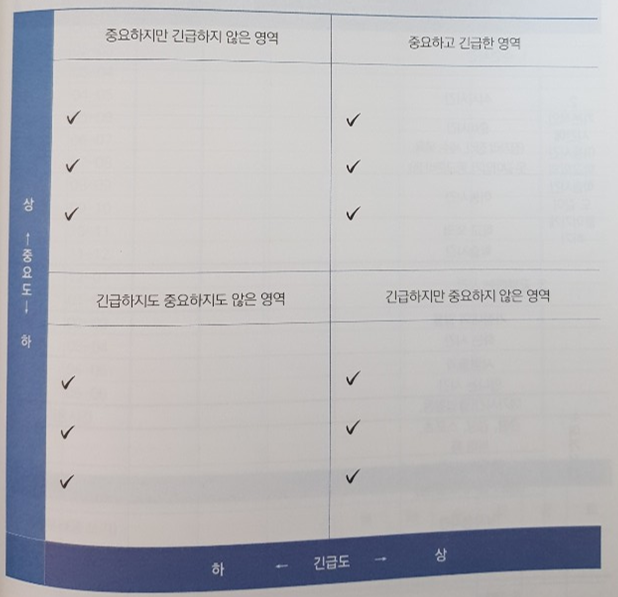 중요하지만 긴급하지 않은 영역
중요하고 긴급한 영역
✓
✓
✓
✓
✓
✓
긴급하지도 중요하지도 않은 영역
긴급하지만 중요하지 않은 영역
✓
✓
✓
✓
✓
✓
상 ↑중요도↓ 하
하 ← 긴급도 → 상